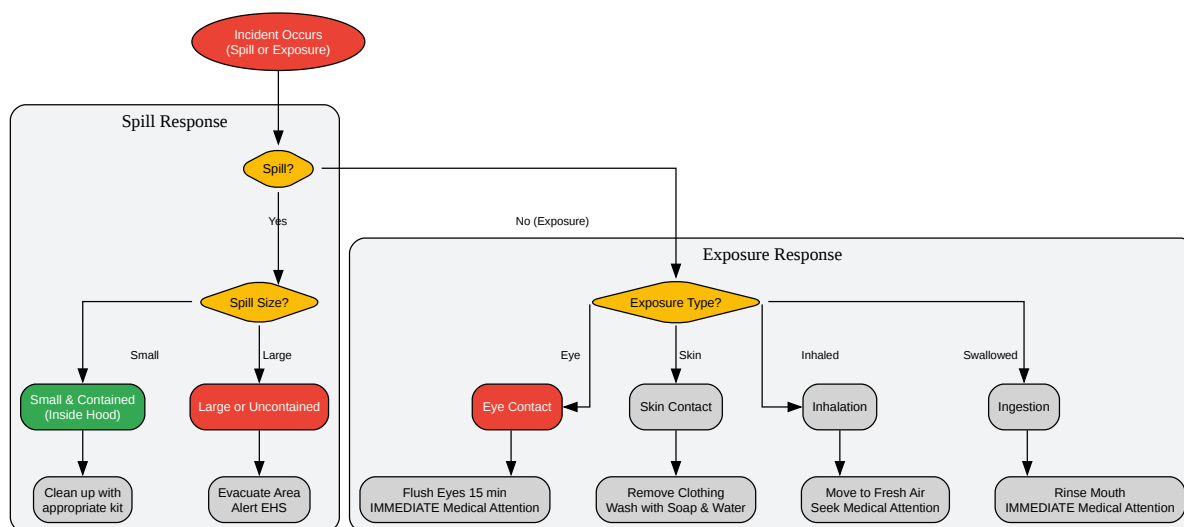 Incident Occurs
(Spill or Exposure)
Spill Response
Spill?
Yes
No (Exposure)
Exposure Response
Spill Size?
Exposure Type?
Small
Large
Eye
Skin
Inhaled
Swallowed
Small & Contained
(Inside Hood)
Large or Uncontained
Eye Contact
Skin Contact
Inhalation
Ingestion
Clean up with
appropriate kit
Evacuate Area
Alert EHS
Flush Eyes 15 min
IMMEDIATE Medical Attention
Remove Clothing
Wash with Soap & Water
Move to Fresh Air
Seek Medical Attention
Rinse Mouth
IMMEDIATE Medical Attention